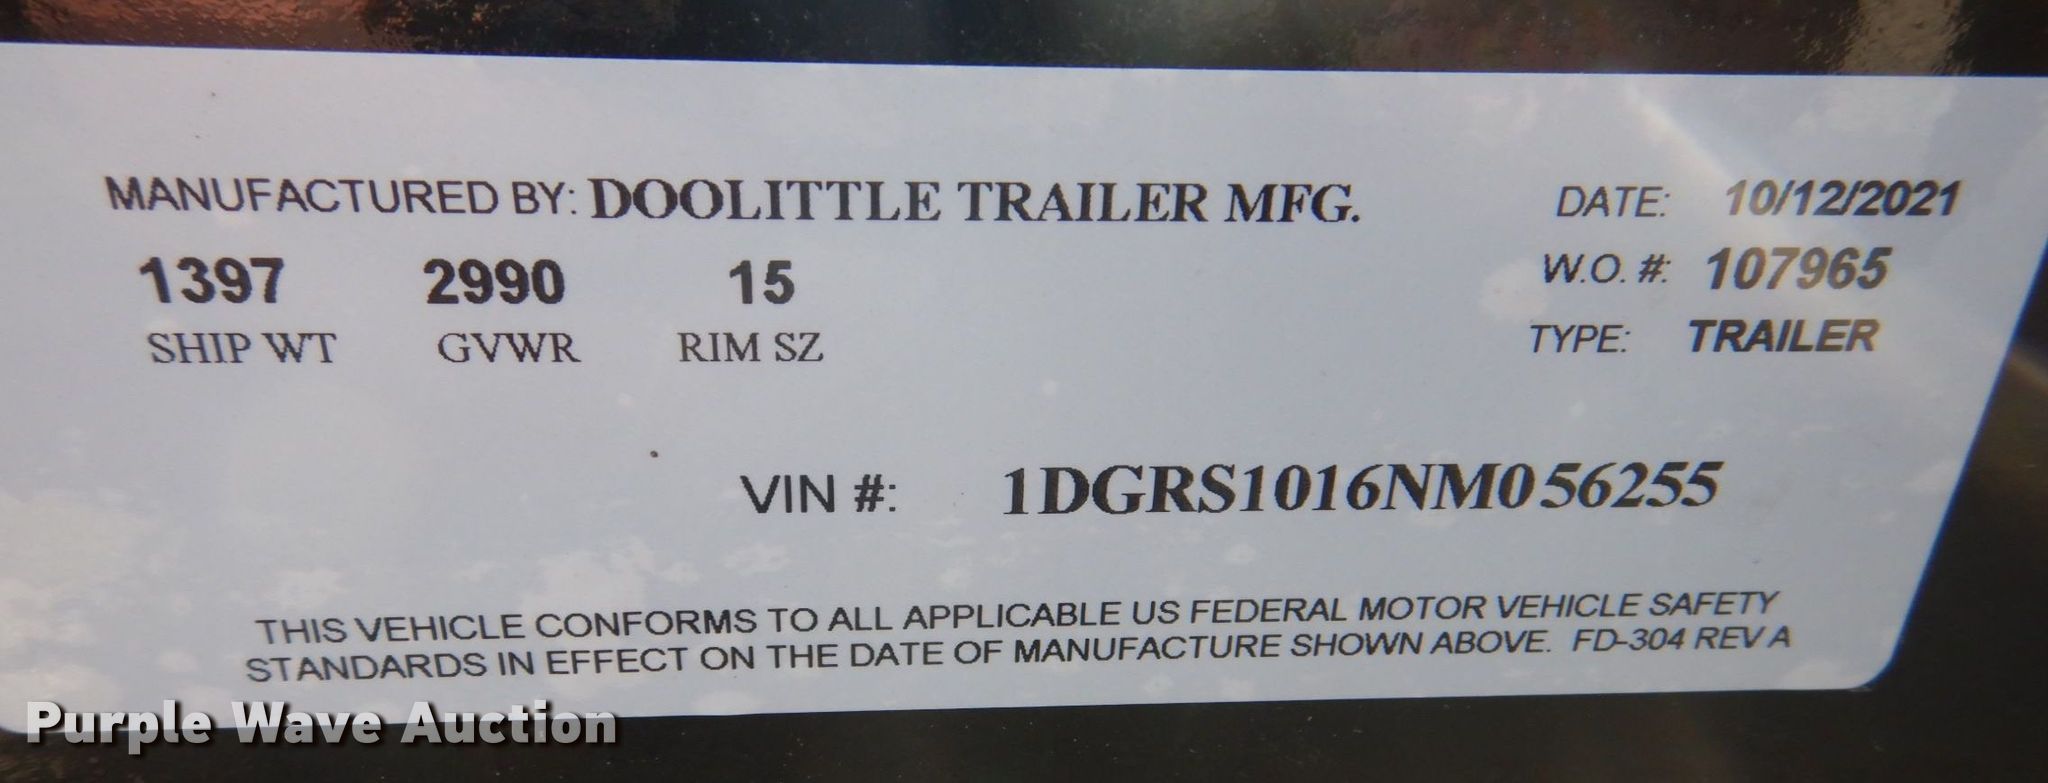 MANUFACTURED BY: DOOLITTLE TRAILER MFG. DATE: 10/12/2021
1397 2990 15 W.O. #: 107965
SHIP WT GVWR RIM SZ TYPE: TRAILER
VIN #: 1DGRS1016NM056255
THIS VEHICLE CONFORMS TO ALL APPLICABLE US FEDERAL MOTOR VEHICLE SAFETY
STANDARDS IN EFFECT ON THE DATE OF MANUFACTURE SHOWN ABOVE. FD-304 REV A
Purple Wave Auction